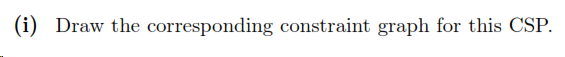 (i) Draw the corresponding constraint graph for this CSP.